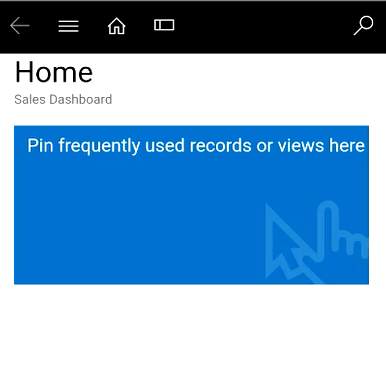 Home
Sales Dashboard
Pin frequently used records or views here